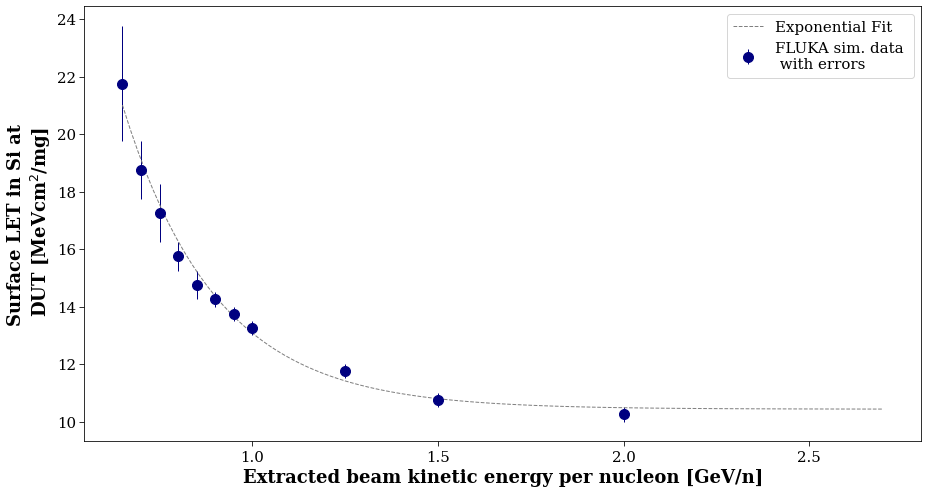 24
22
20
18
16
14
12
10
Surface LET in Si at
DUT [MeVcm²/mg]
Exponential Fit
FLUKA sim. data
with errors
1.0
1.5
2.0
2.5
Extracted beam kinetic energy per nucleon [GeV/n]